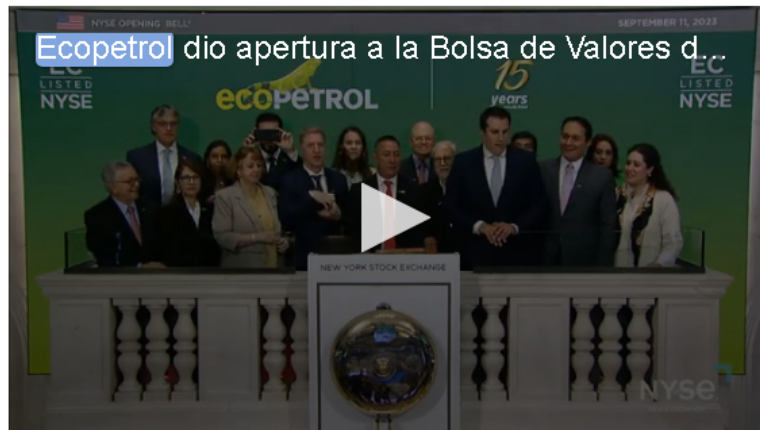 NYSE OPENING BELL®
SEPTEMBER 11, 2023
Ecopetrol dio apertura a la Bolsa de Valores d...
EC
LISTED
NYSE
ecopetrol
15
years
EC
LISTED
NYSE
NEW YORK STOCK EXCHANGE
NYSE